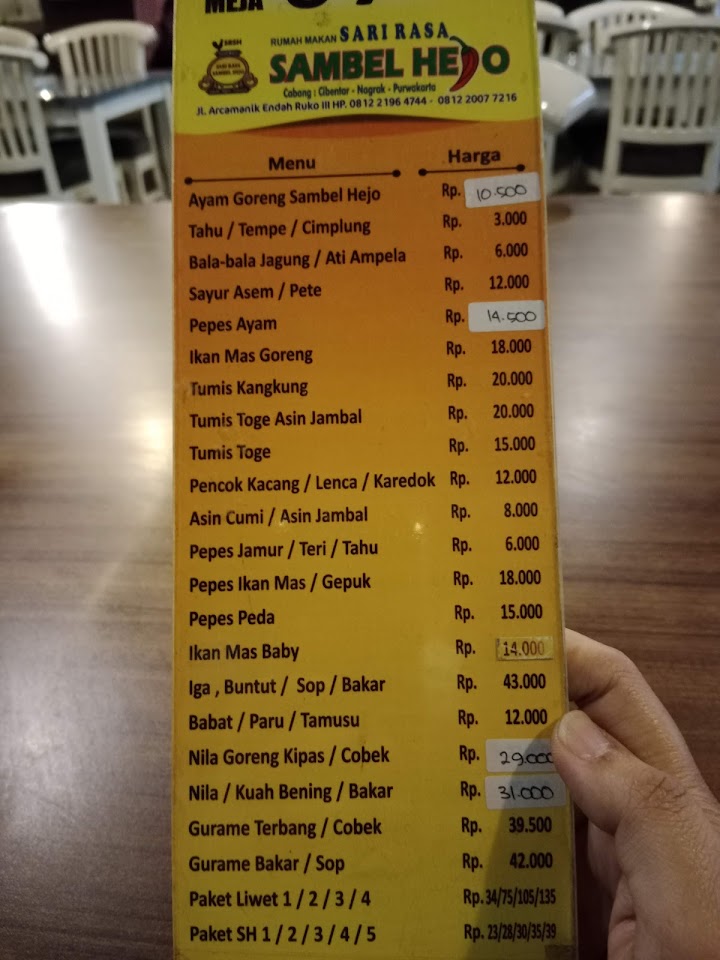 MEJA
RUMAH MAKAN SARI RASA
SAMBEL HEJO
Cabang : Cibentar - Nagrak - Purwakarta
JL. Arcamanik Endah Ruko III HP. 0812 2196 4744 - 0812 2007 7216
Menu Harga
Ayam Goreng Sambel Hejo Rp. 10.500
Tahu / Tempe / Cimplung Rp. 3.000
Bala-bala Jagung / Ati Ampela Rp. 6.000
Sayur Asem / Pete Rp. 12.000
Pepes Ayam Rp. 14.500
Ikan Mas Goreng Rp. 18.000
Tumis Kangkung Rp. 20.000
Tumis Toge Asin Jambal Rp. 20.000
Tumis Toge Rp. 15.000
Pencok Kacang / Lenca / Karedok Rp. 12.000
Asin Cumi / Asin Jambal Rp. 8.000
Pepes Jamur / Teri / Tahu Rp. 6.000
Pepes Ikan Mas / Gepuk Rp. 18.000
Pepes Peda Rp. 15.000
Ikan Mas Baby Rp. 14.000
Iga , Buntut / Sop / Bakar Rp. 43.000
Babat / Paru / Tamusu Rp. 12.000
Nila Goreng Kipas / Cobek Rp. 29.000
Nila / Kuah Bening / Bakar Rp. 31.000
Gurame Terbang / Cobek Rp. 39.500
Gurame Bakar / Sop Rp. 42.000
Paket Liwet 1 / 2 / 3 / 4 Rp. 34/75/105/135
Paket SH 1 / 2 / 3 / 4 / 5 Rp. 23/28/30/35/39